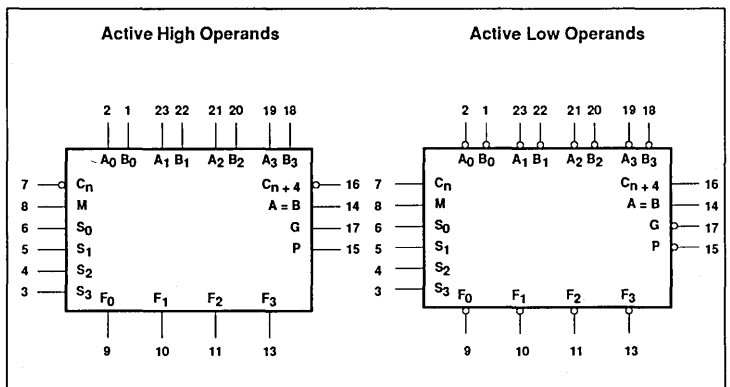 Active High Operands
2 1 23 22 21 20 19 18
A0 B0 A1 B1 A2 B2 A3 B3
7 Cn Cn + 4 16
8 M A = B 14
6 S0 G 17
5 S1 P 15
4 S2
3 S3 F0 F1 F2 F3
9 10 11 13
Active Low Operands
2 1 23 22 21 20 19 18
A0 B0 A1 B1 A2 B2 A3 B3
7 Cn Cn + 4 16
8 M A = B 14
6 S0 G 17
5 S1 P 15
4 S2
3 S3 F0 F1 F2 F3
9 10 11 13